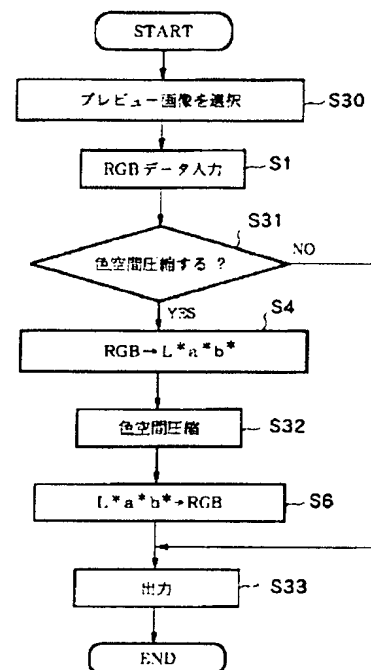 START
プレビュー画像を選択
S30
RGBデータ入力
S1
S31
色空間圧縮する ?
NO
YES
S4
RGB→L*a*b*
色空間圧縮
S32
L*a*b*→RGB
S6
出力
S33
END